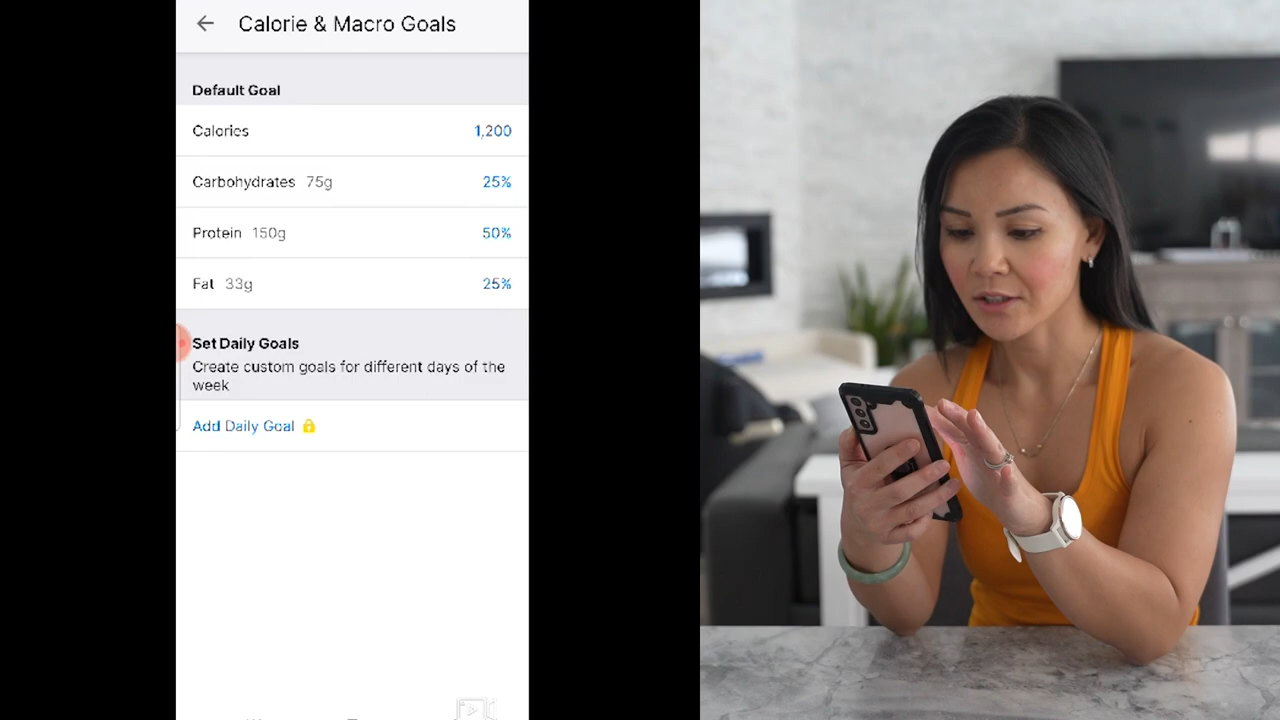 Calorie & Macro Goals
Default Goal
Calories 1,200
Carbohydrates 75g 25%
Protein 150g 50%
Fat 33g 25%
Set Daily Goals
Create custom goals for different days of the
week
Add Daily Goal